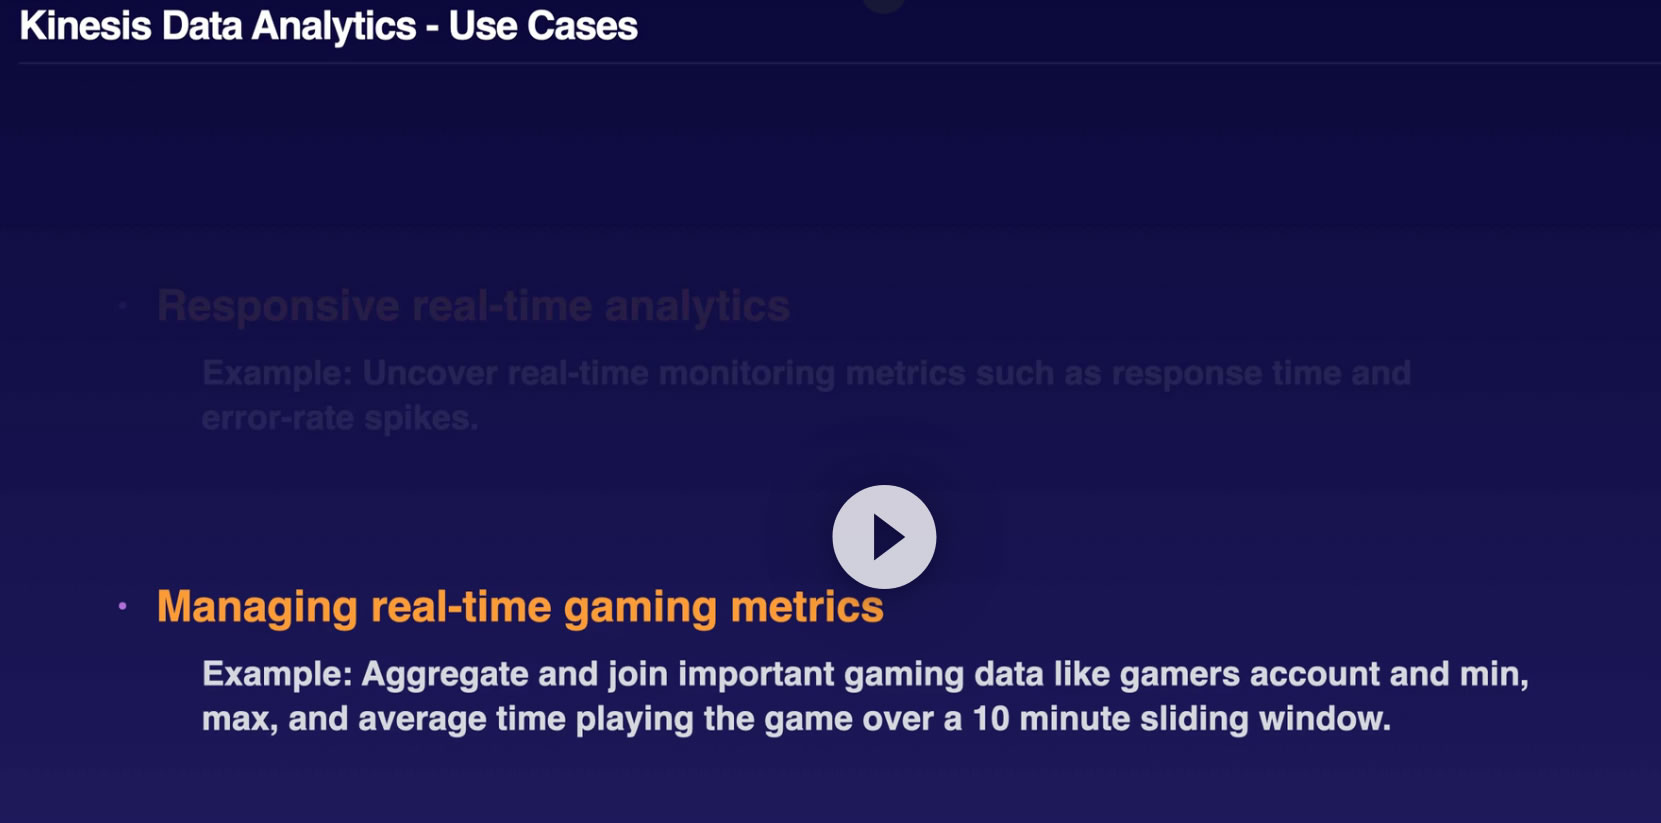 Kinesis Data Analytics - Use Cases
Responsive real-time analytics
Example: Uncover real-time monitoring metrics such as response time and
error-rate spikes.
Managing real-time gaming metrics
Example: Aggregate and join important gaming data like gamers account and min,
max, and average time playing the game over a 10 minute sliding window.